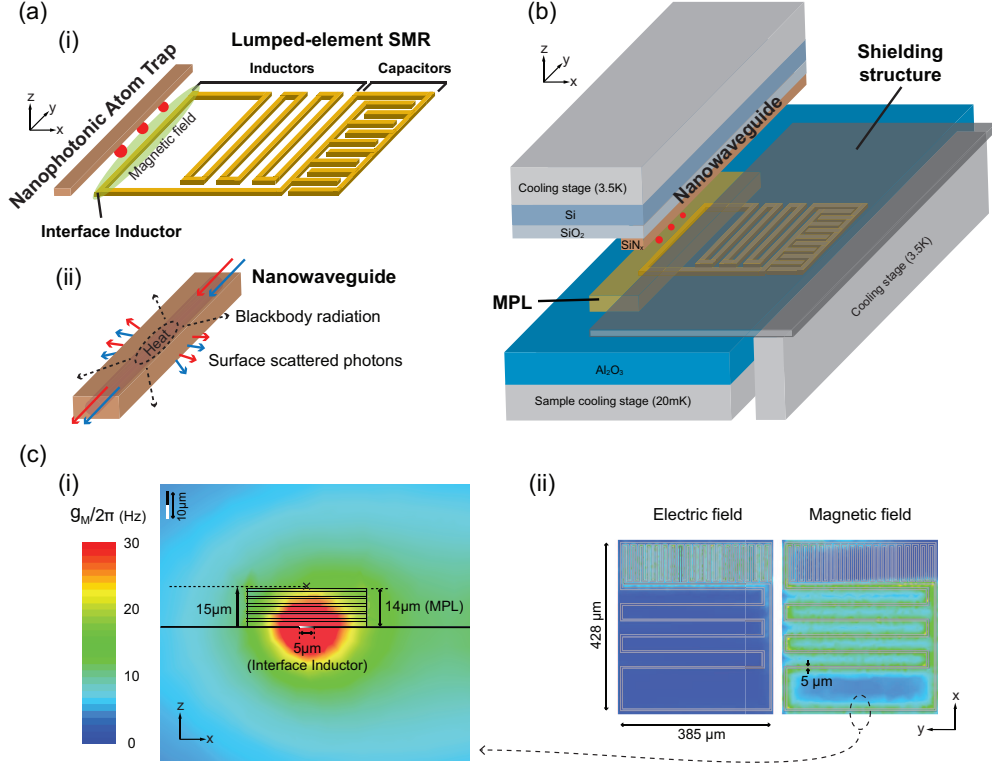 (a)
(i)
Lumped-element SMR
Inductors
Capacitors
Nanophotonic Atom Trap
Magnetic field
z
y
x
Interface Inductor
(ii)
Nanowaveguide
Blackbody radiation
Heat
Surface scattered photons
(b)
z
y
x
Shielding
structure
Nanowaveguide
Cooling stage (3.5K)
Si
SiO₂
SiNₓ
MPL
Cooling stage (3.5K)
Al₂O₃
Sample cooling stage (20mK)
(c)
(i)
g_M/2π (Hz)
30
20
10
0
10μm
15μm
14μm (MPL)
5μm
(Interface Inductor)
z
x
(ii)
Electric field
Magnetic field
428 μm
5 μm
385 μm
x
y